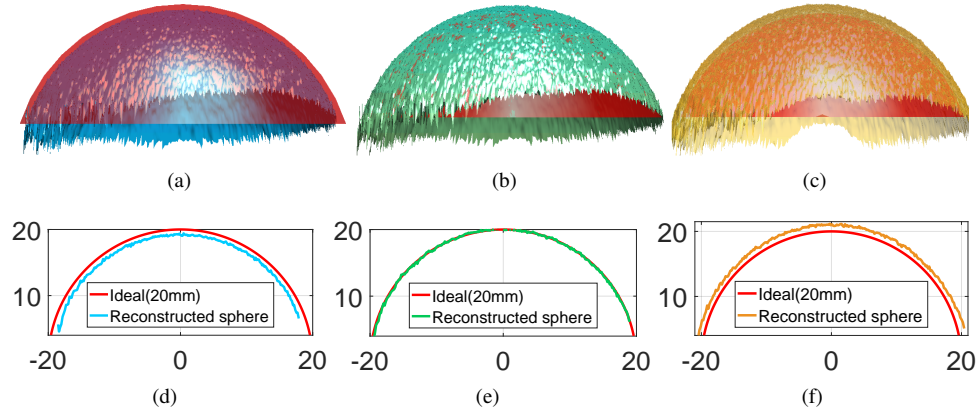 (a)
(b)
(c)
20
10
Ideal(20mm)
Reconstructed sphere
-20
0
20
(d)
20
10
Ideal(20mm)
Reconstructed sphere
-20
0
20
(e)
20
10
Ideal(20mm)
Reconstructed sphere
-20
0
20
(f)